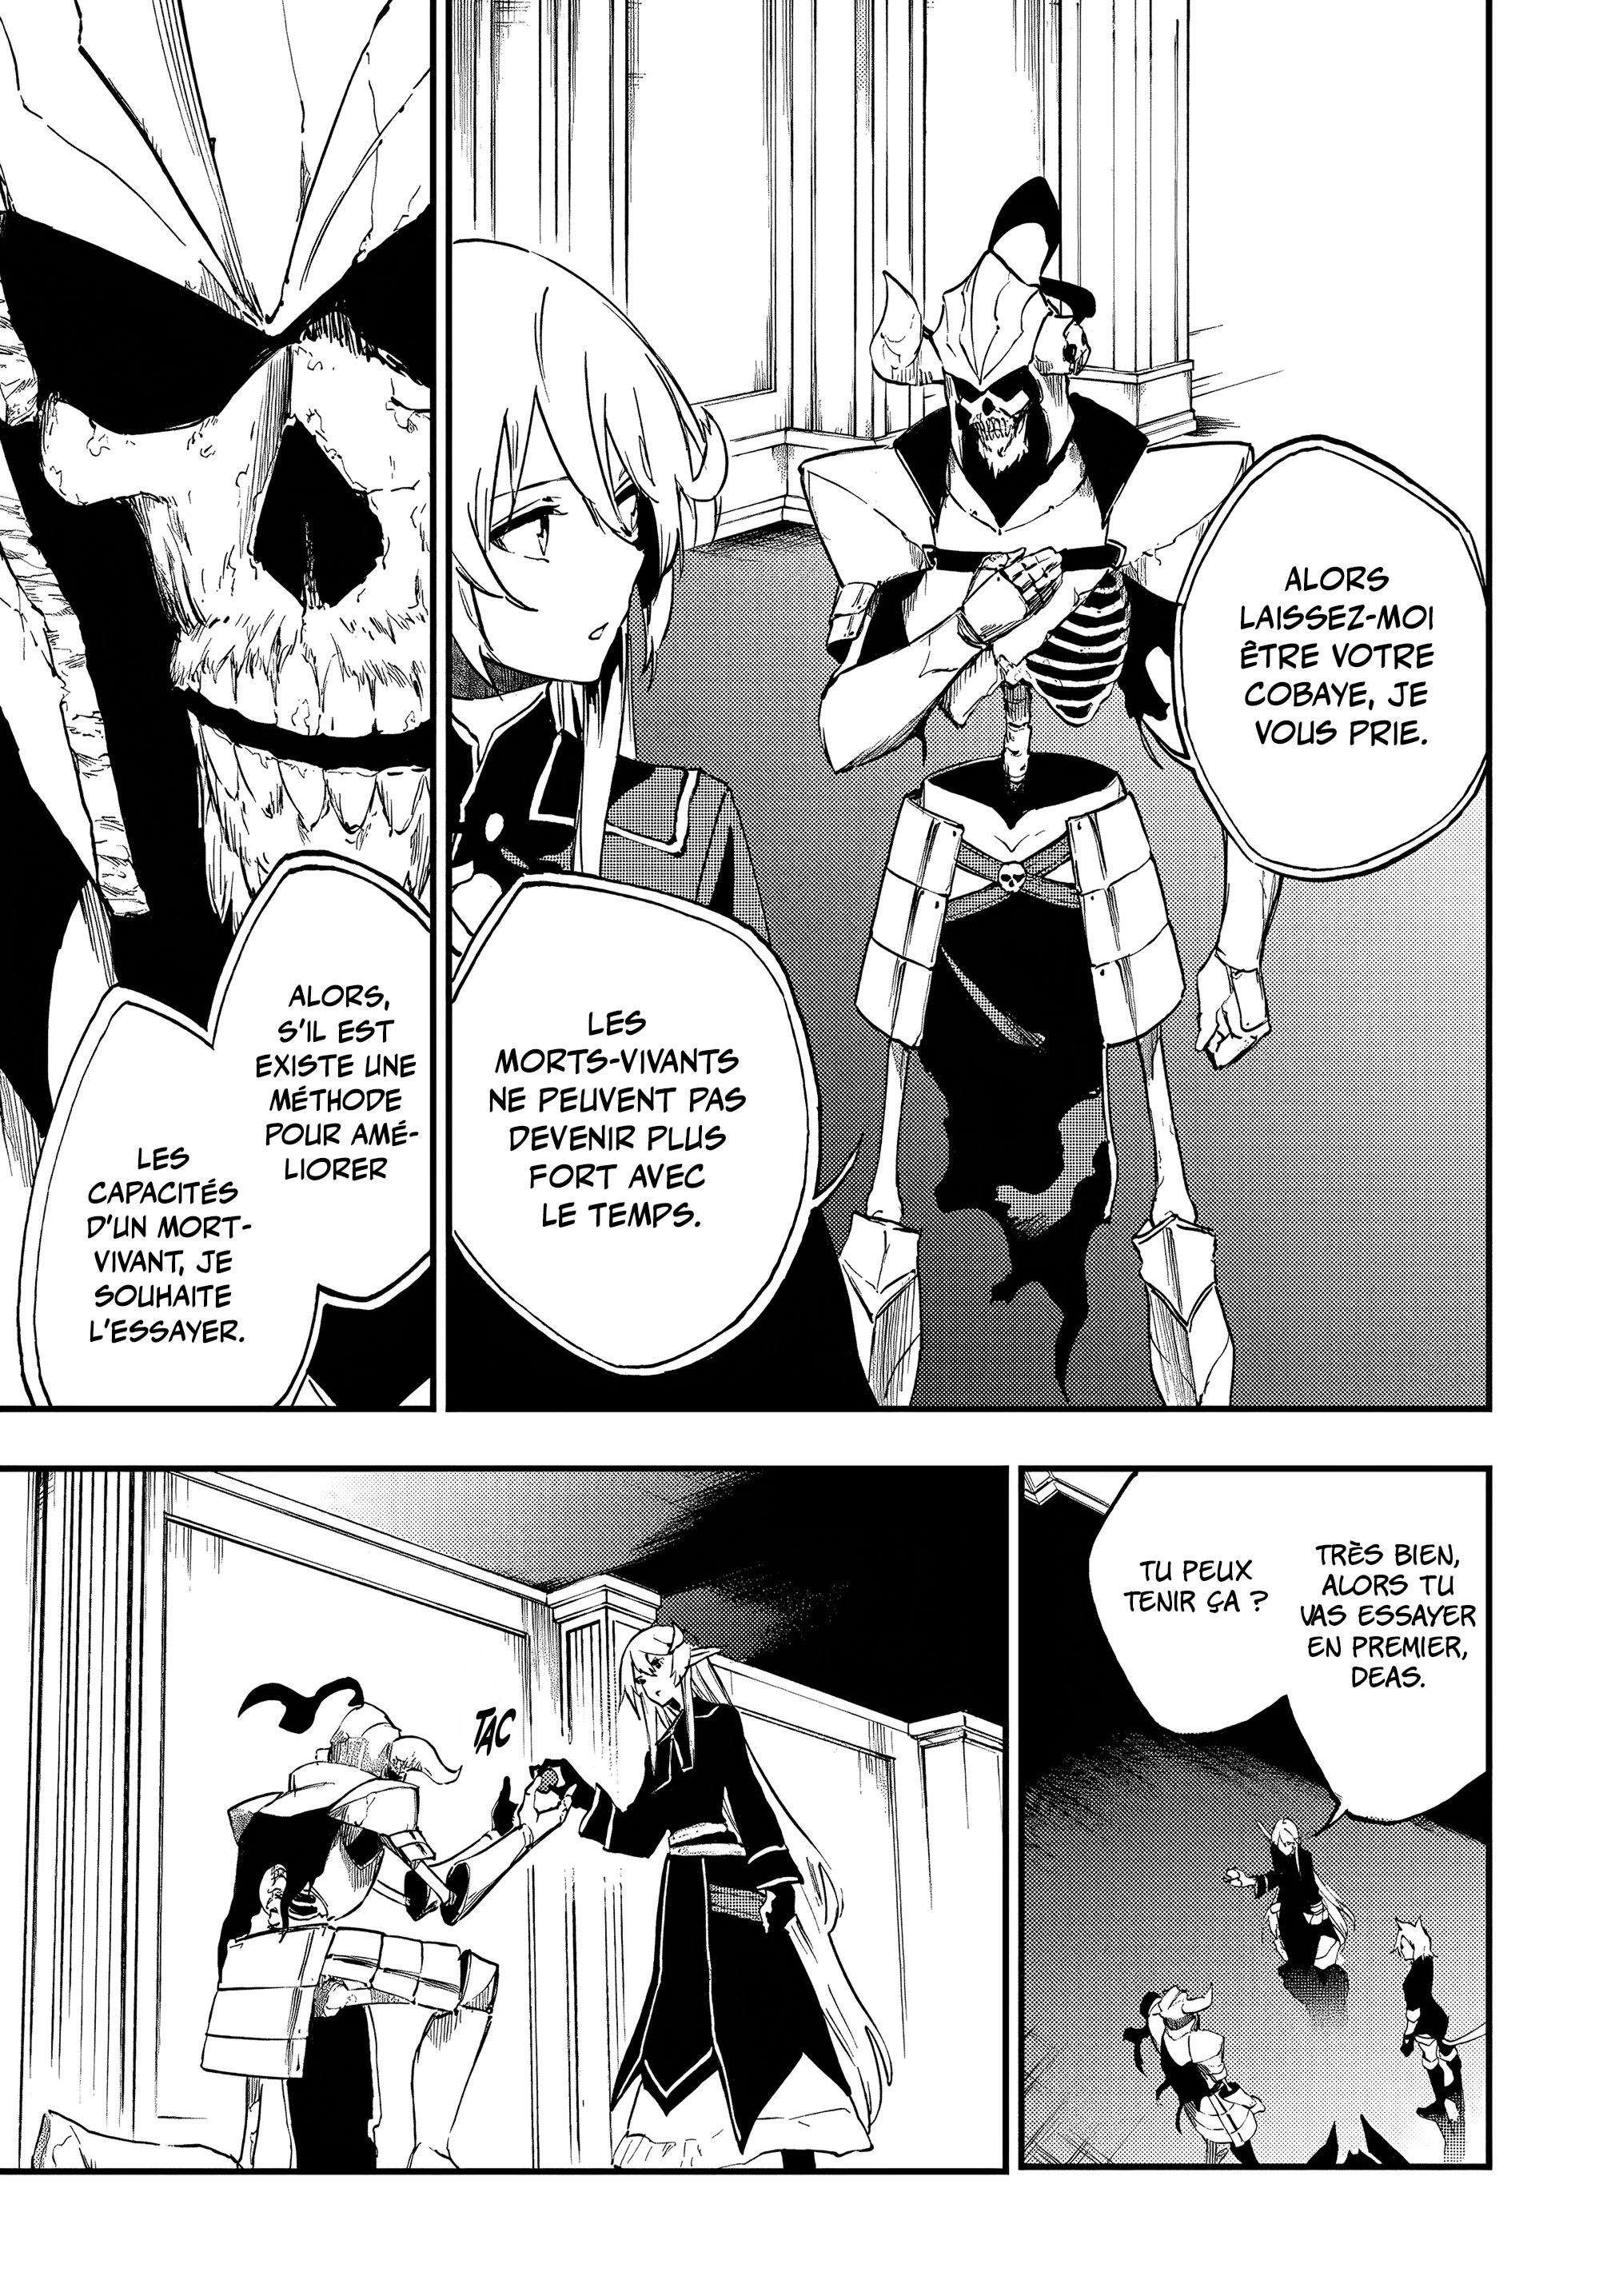 ALORS
LAISSEZ-MOI
ÊTRE VOTRE
COBAYE, JE
VOUS PRIE.
LES
MORTS-VIVANTS
NE PEUVENT PAS
DEVENIR PLUS
FORT AVEC
LE TEMPS.
ALORS,
S'IL EST
EXISTE UNE
MÉTHODE
POUR AMÉ-
LIORER
LES
CAPACITÉS
D'UN MORT-
VIVANT, JE
SOUHAITE
L'ESSAYER.
TRÈS BIEN,
ALORS TU
VAS ESSAYER
EN PREMIER,
DEAS.
TU PEUX
TENIR ÇA ?
TAC